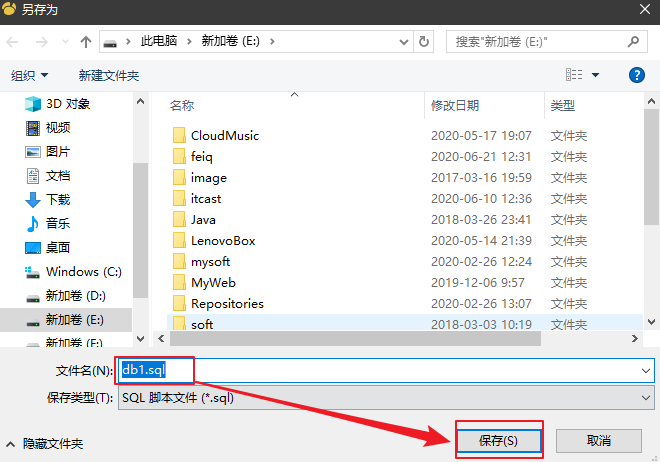 另存为
此电脑 > 新加卷 (E:) >
搜索"新加卷 (E:)"
组织 新建文件夹
名称 修改日期 类型
3D 对象
视频
图片
文档
下载
音乐
桌面
Windows (C:)
新加卷 (D:)
新加卷 (E:)
新加卷 (F:)
CloudMusic 2020-05-17 19:07 文件夹
feiq 2020-06-21 12:31 文件夹
image 2017-03-16 19:59 文件夹
itcast 2020-06-10 12:36 文件夹
Java 2018-03-26 23:41 文件夹
LenovoBox 2020-05-14 21:39 文件夹
mysoft 2020-02-26 12:24 文件夹
MyWeb 2019-12-06 9:57 文件夹
Repositories 2020-02-26 13:07 文件夹
soft 2018-03-03 10:19 文件夹
文件名(N): db1.sql
保存类型(T): SQL 脚本文件 (*.sql)
隐藏文件夹 保存(S) 取消